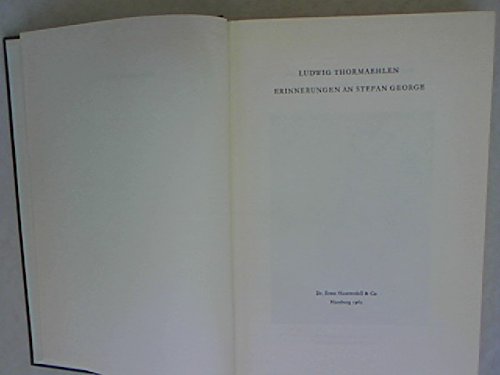 LUDWIG THORMAEHLEN
ERINNERUNGEN AN STEFAN GEORGE
Dr. Ernst Hauswedell & Co.
Hamburg 1962